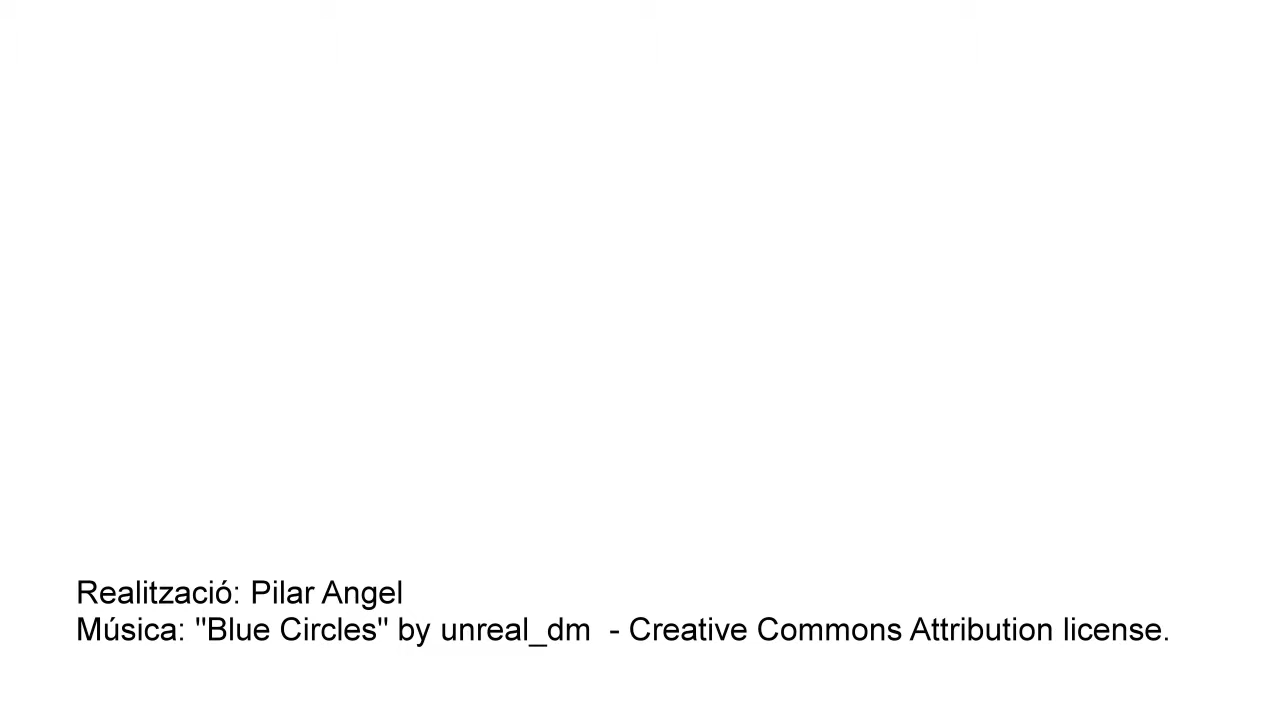 Realització: Pilar Angel
Música: "Blue Circles" by unreal_dm  - Creative Commons Attribution license.